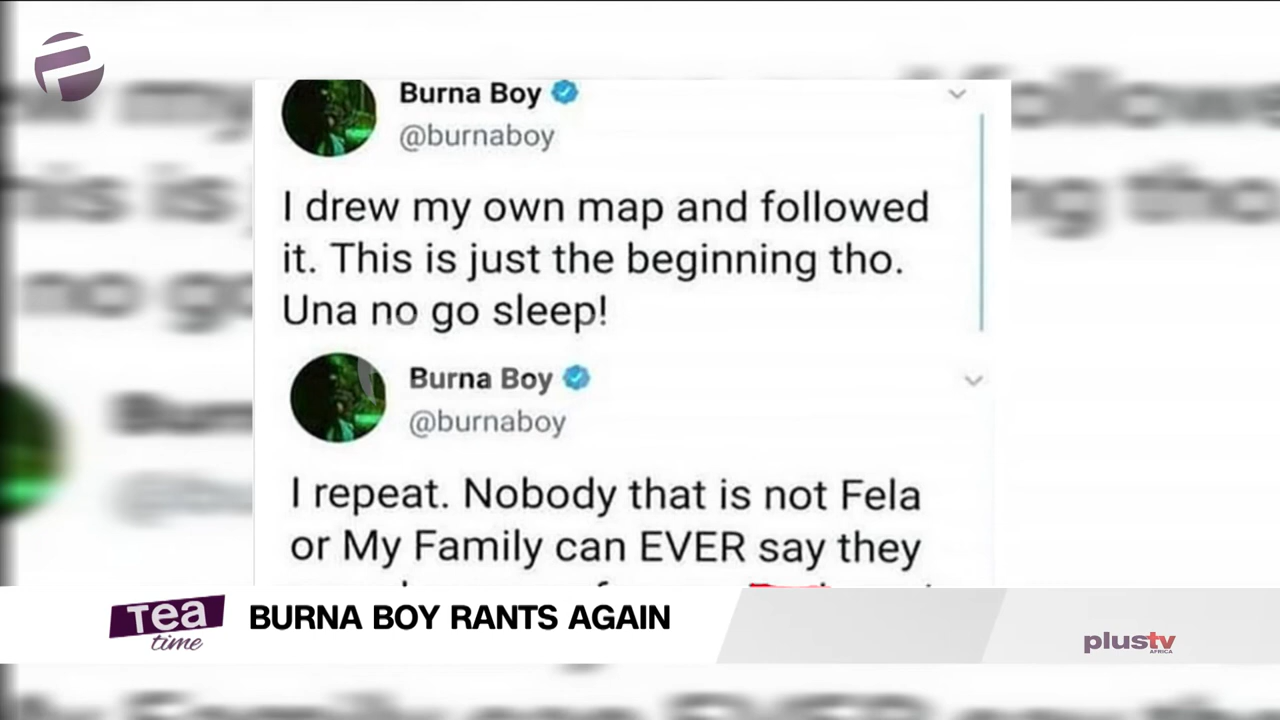 Burna Boy
@burnaboy
I drew my own map and followed
it. This is just the beginning tho.
Una no go sleep!
Burna Boy
@burnaboy
I repeat. Nobody that is not Fela
or My Family can EVER say they
Tea
time
BURNA BOY RANTS AGAIN
plustv
AFRICA